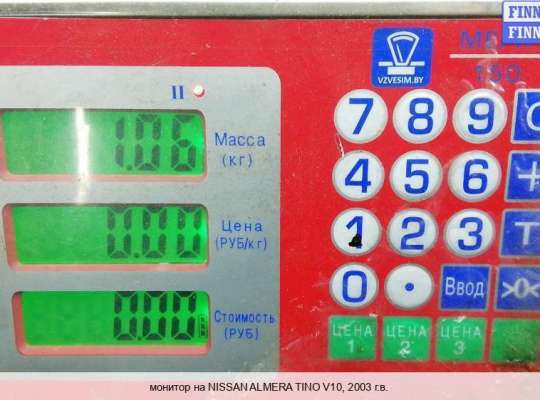 FINN
FINN
VZVESIM.BY
150
II
1.06
Масса
(кг)
0.00
Цена
(РУБ/кг)
0.00
Стоимость
(РУБ)
7 8 9 C
4 5 6 +
1 2 3 T
0 • Ввод >0<
ЦЕНА 1 ЦЕНА 2 ЦЕНА 3
монитор на NISSAN ALMERA TINO V10, 2003 г.в.